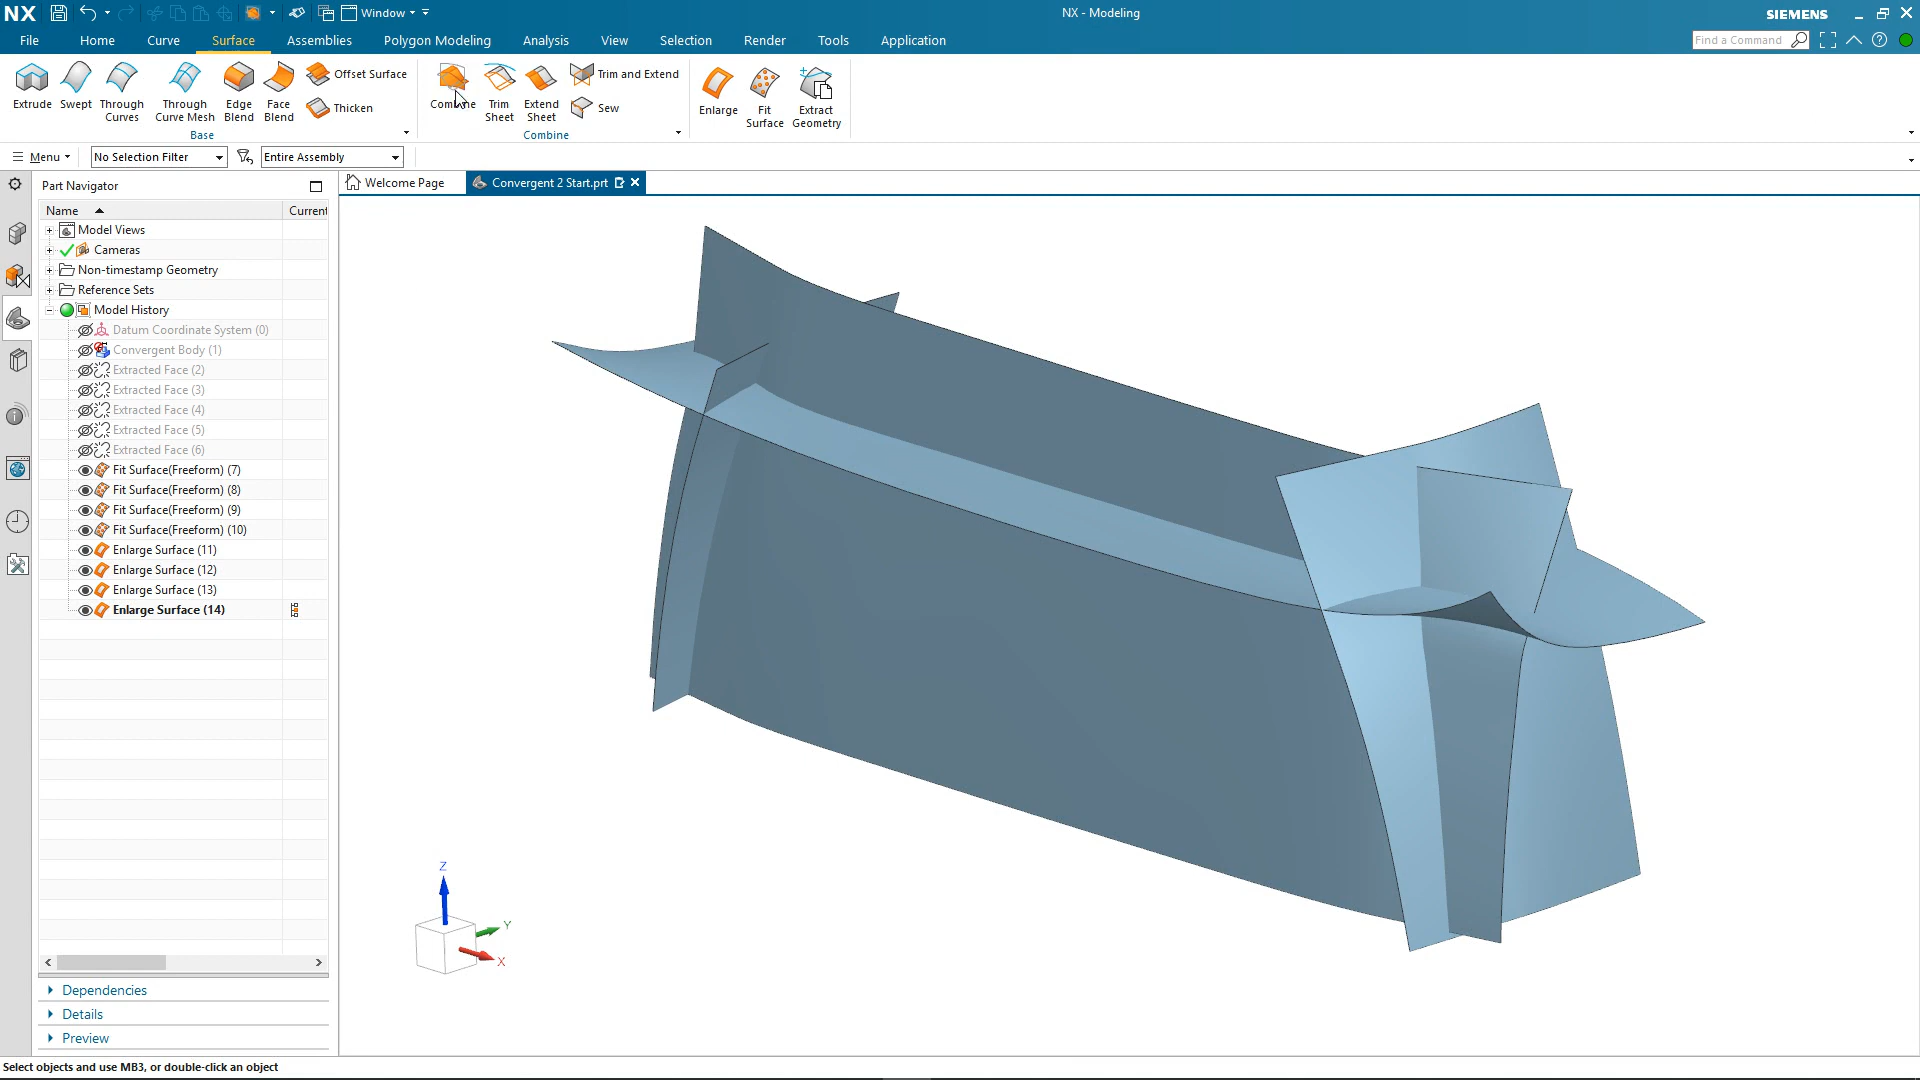 NX Window NX - Modeling SIEMENS
File Home Curve Surface Assemblies Polygon Modeling Analysis View Selection Render Tools Application Find a Command
Extrude
Swept
Through
Curves
Through
Curve Mesh
Edge
Blend
Face
Blend
Offset Surface
Thicken
Base
Combine
Trim
Sheet
Extend
Sheet
Trim and Extend
Sew
Combine
Enlarge
Fit
Surface
Extract
Geometry
Menu No Selection Filter Entire Assembly
Part Navigator
Welcome Page Convergent 2 Start.prt
Name Current
Model Views
Cameras
Non-timestamp Geometry
Reference Sets
Model History
Datum Coordinate System (0)
Convergent Body (1)
Extracted Face (2)
Extracted Face (3)
Extracted Face (4)
Extracted Face (5)
Extracted Face (6)
Fit Surface(Freeform) (7)
Fit Surface(Freeform) (8)
Fit Surface(Freeform) (9)
Fit Surface(Freeform) (10)
Enlarge Surface (11)
Enlarge Surface (12)
Enlarge Surface (13)
Enlarge Surface (14)
Z
Y
X
Dependencies
Details
Preview
Select objects and use MB3, or double-click an object